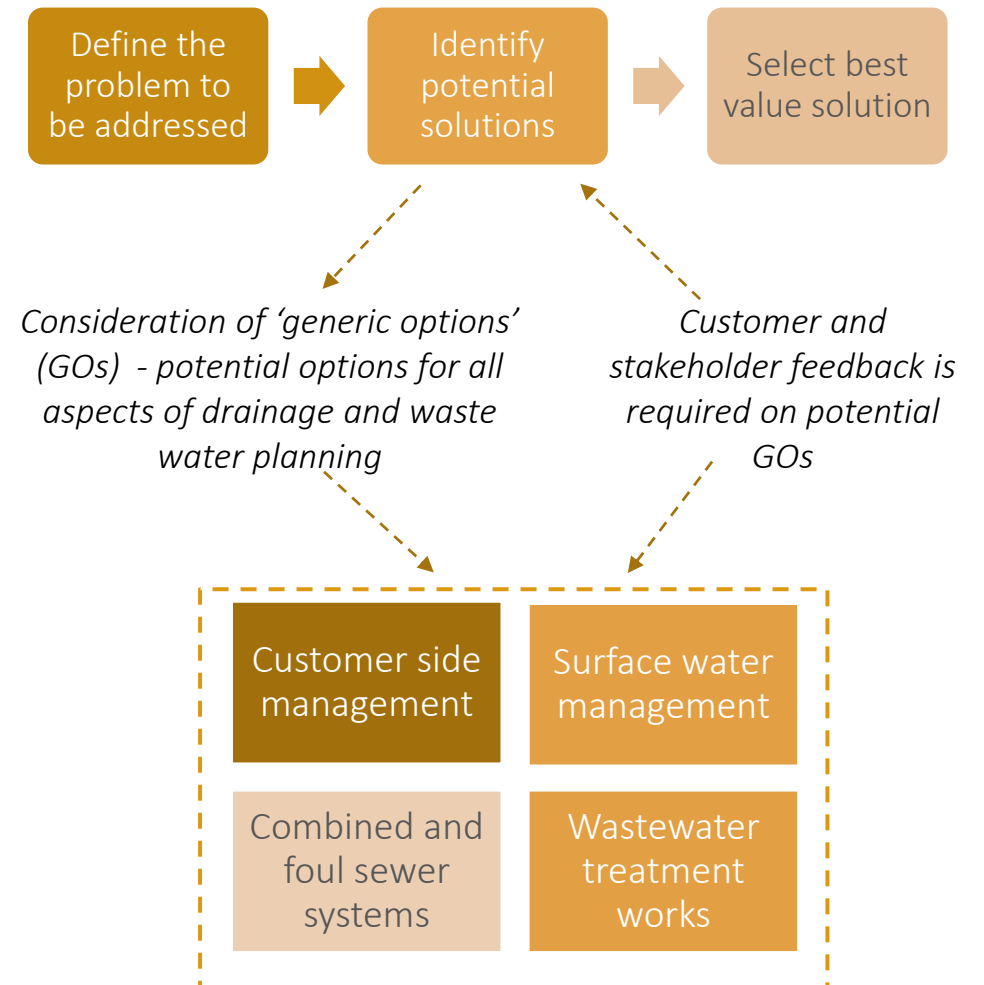 Define the
problem to
be addressed
Identify
potential
solutions
Select best
value solution
Consideration of ‘generic options’
(GOs)  - potential options for all
aspects of drainage and waste
water planning
Customer and
stakeholder feedback is
required on potential
GOs
Customer side
management
Surface water
management
Combined and
foul sewer
systems
Wastewater
treatment
works